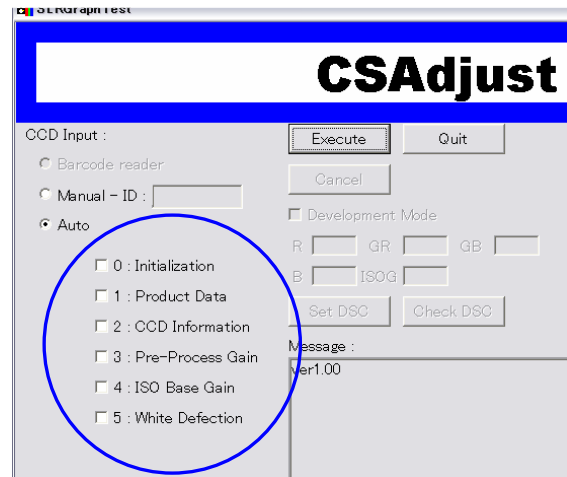 SLRGraphTest
CSAdjust
CCD Input :
Barcode reader
Manual - ID :
Auto
0 : Initialization
1 : Product Data
2 : CCD Information
3 : Pre-Process Gain
4 : ISO Base Gain
5 : White Defection
Execute Quit
Cancel
Development Mode
R GR GB
B ISOG
Set DSC Check DSC
Message :
ver1.00